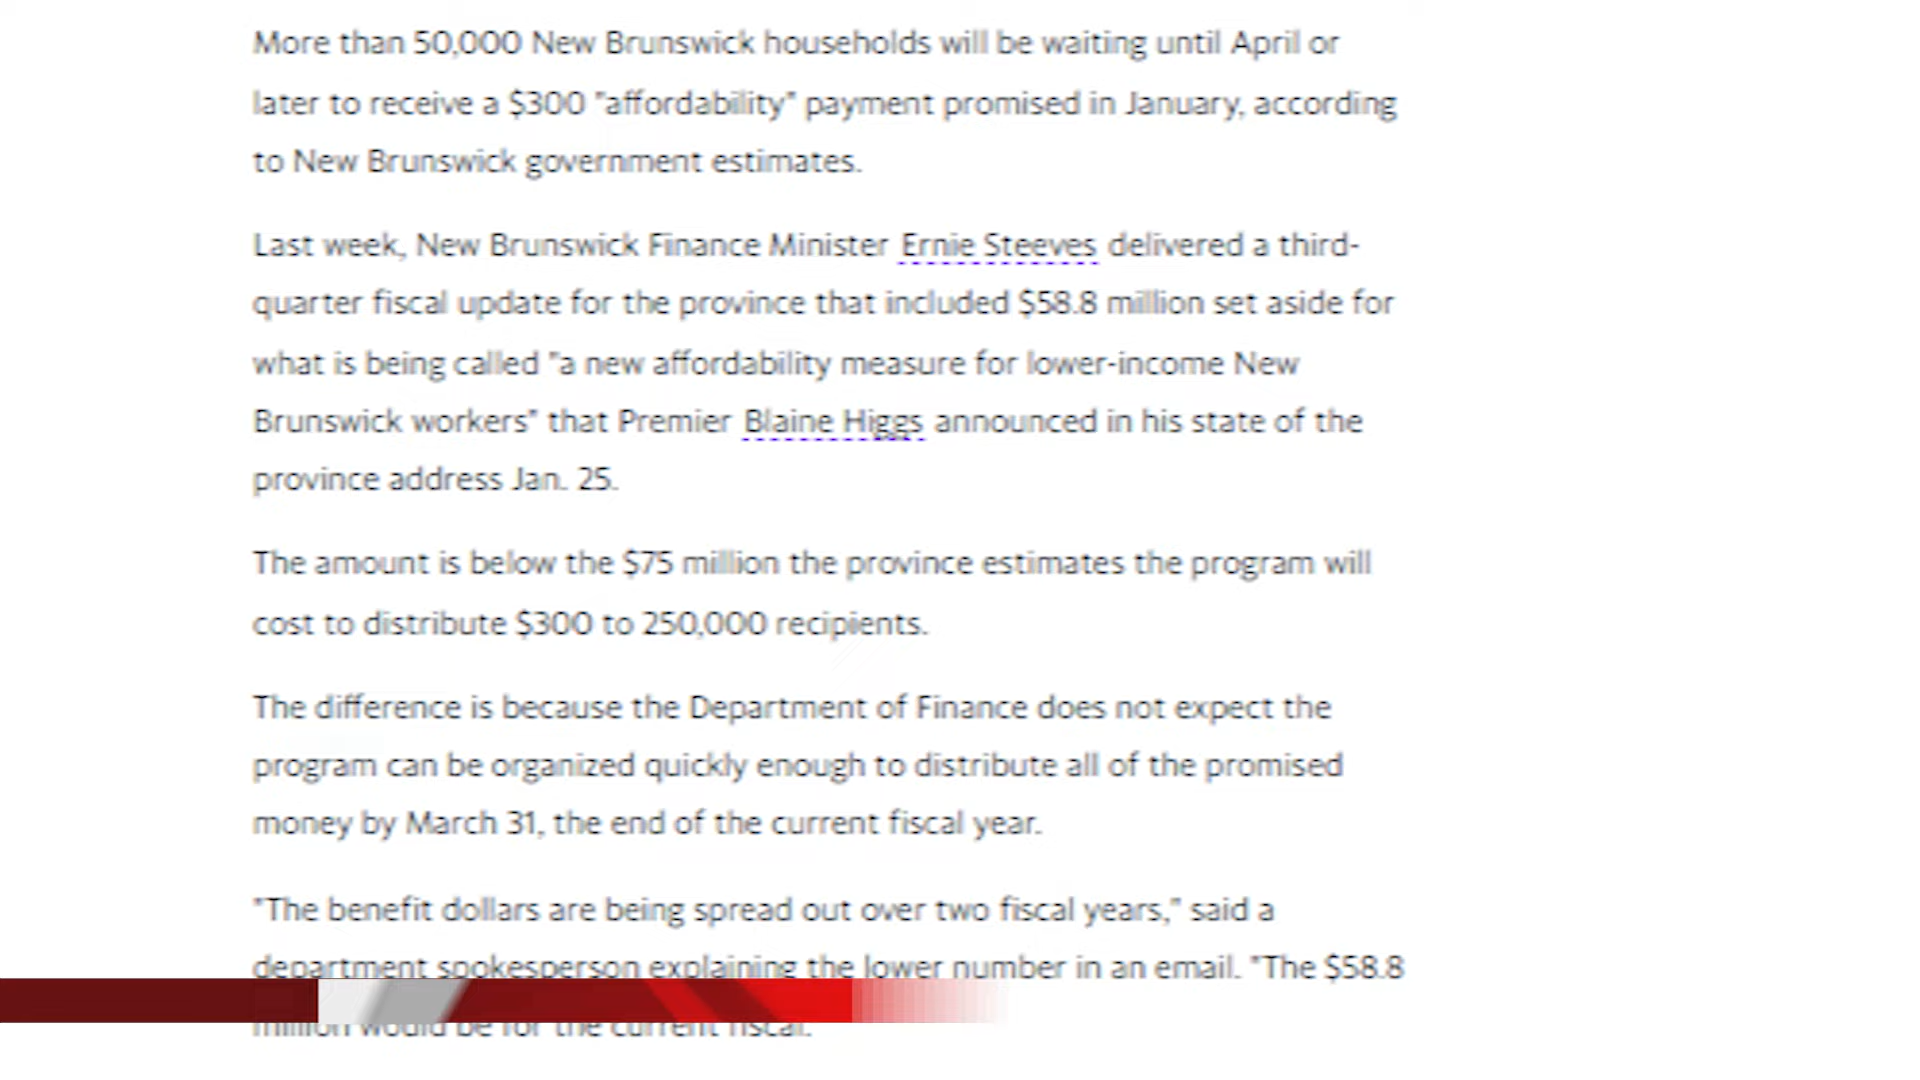 More than 50,000 New Brunswick households will be waiting until April or
later to receive a $300 "affordability" payment promised in January, according
to New Brunswick government estimates.
Last week, New Brunswick Finance Minister Ernie Steeves delivered a third-
quarter fiscal update for the province that included $58.8 million set aside for
what is being called "a new affordability measure for lower-income New
Brunswick workers" that Premier Blaine Higgs announced in his state of the
province address Jan. 25.
The amount is below the $75 million the province estimates the program will
cost to distribute $300 to 250,000 recipients.
The difference is because the Department of Finance does not expect the
program can be organized quickly enough to distribute all of the promised
money by March 31, the end of the current fiscal year.
"The benefit dollars are being spread out over two fiscal years," said a
department spokesperson explaining the lower number in an email. "The $58.8
million would be for the current fiscal.